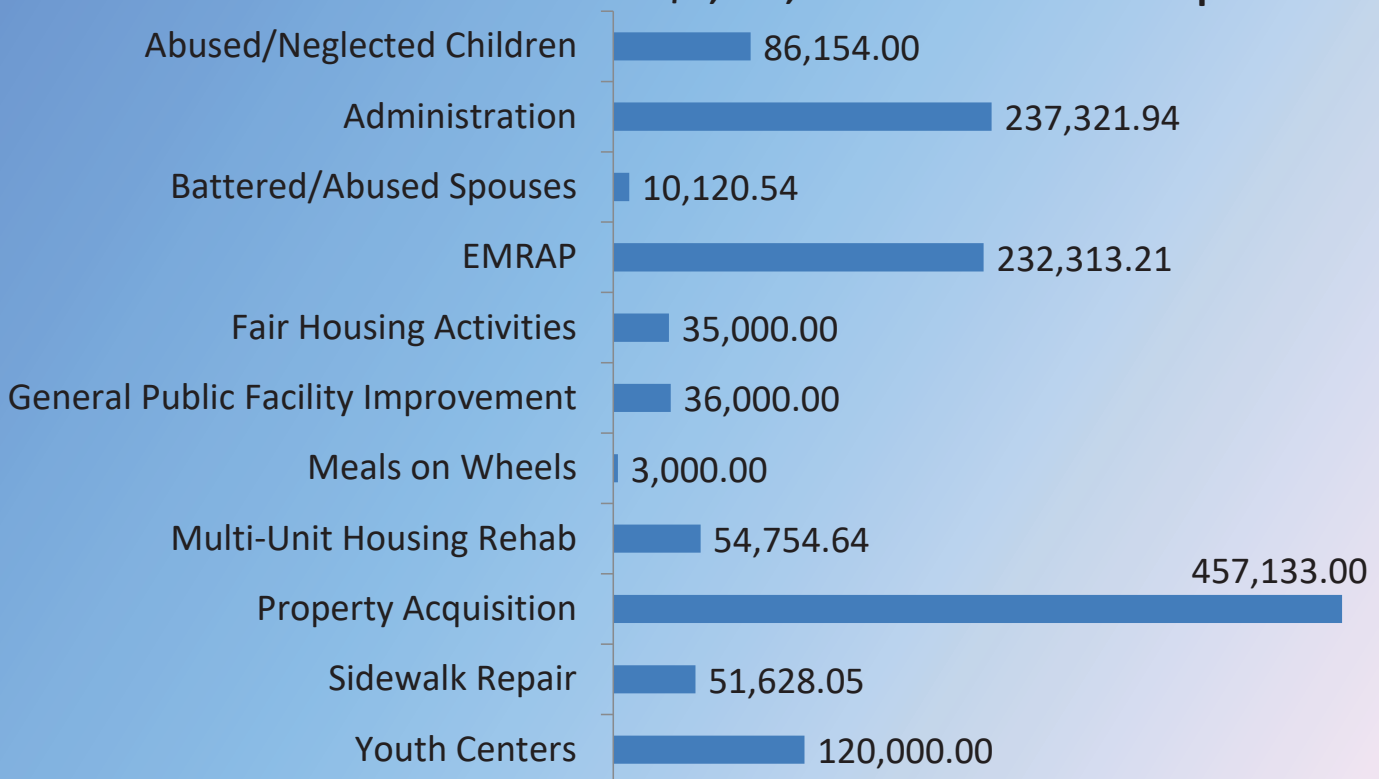 Abused/Neglected Children 86,154.00
Administration 237,321.94
Battered/Abused Spouses 10,120.54
EMRAP 232,313.21
Fair Housing Activities 35,000.00
General Public Facility Improvement 36,000.00
Meals on Wheels 3,000.00
Multi-Unit Housing Rehab 54,754.64
457,133.00
Property Acquisition
Sidewalk Repair 51,628.05
Youth Centers 120,000.00